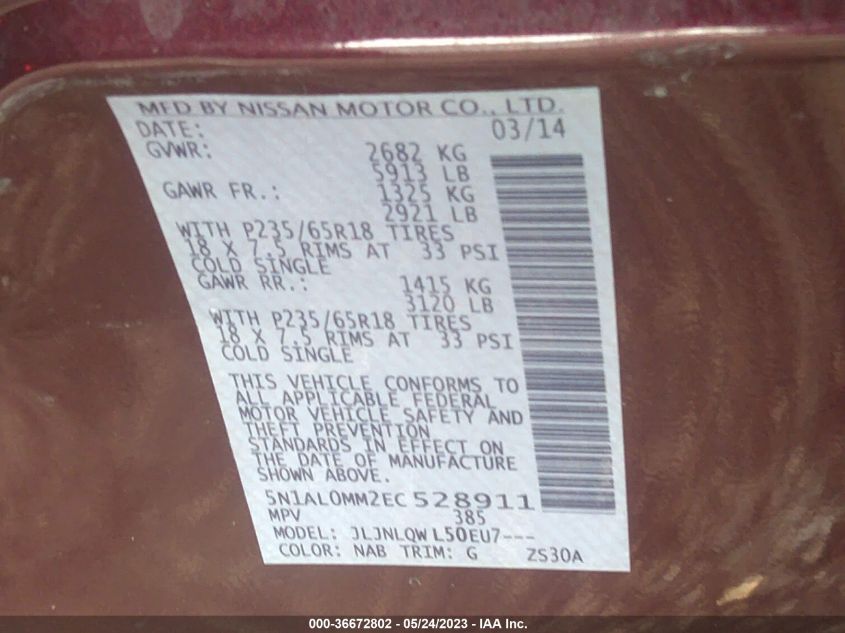 MFD BY NISSAN MOTOR CO., LTD.
DATE: 03/14
GVWR: 2682 KG
5913 LB
GAWR FR.: 1325 KG
2921 LB
WITH P235/65R18 TIRES
18 X 7.5 RIMS AT 33 PSI
COLD SINGLE
GAWR RR.: 1415 KG
3120 LB
WITH P235/65R18 TIRES
18 X 7.5 RIMS AT 33 PSI
COLD SINGLE
THIS VEHICLE CONFORMS TO
ALL APPLICABLE FEDERAL
MOTOR VEHICLE SAFETY AND
THEFT PREVENTION
STANDARDS IN EFFECT ON
THE DATE OF MANUFACTURE
SHOWN ABOVE.
5N1AL0MM2EC528911
MPV 385
MODEL: JLJNLQWL50EU7---
COLOR: NAB TRIM: G ZS30A
000-36672802 - 05/24/2023 - IAA Inc.